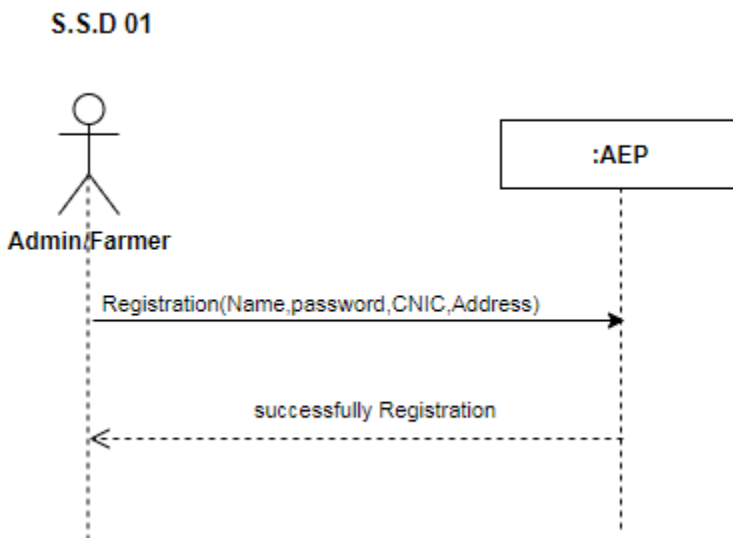 S.S.D 01
:AEP
Admin/Farmer
Registration(Name,password,CNIC,Address)
successfully Registration